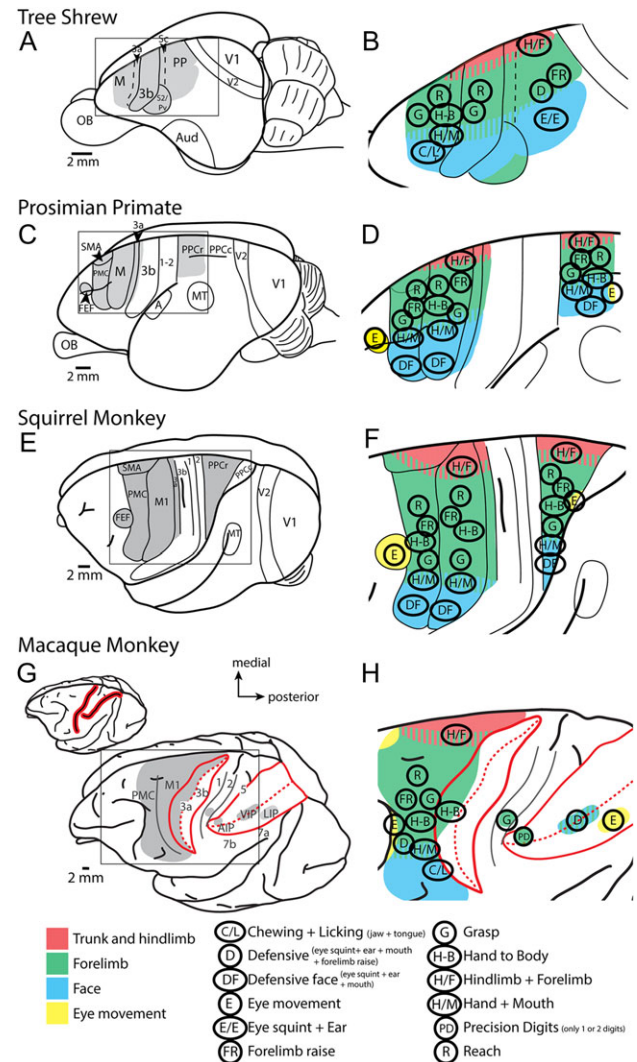 Tree Shrew
A
3a
5c
M
PP
V1
V2
3b
S2/
PV
OB
Aud
2 mm
B
H/F
R
R
FR
G
H-B
R
G
D
H/M
E/E
C/L
Prosimian Primate
C
3a
SMA
PMC
M
3b
1-2
PPCr
PPCc
V2
V1
FEF
A
MT
OB
2 mm
D
H/F
R
FR
R
FR
FR
G
H-B
G
H/M
H/M
E
DF
DF
H/F
FR
R
G
H-B
H/M
E
DF
Squirrel Monkey
E
SMA
PMC
M1
3b
1
2
PPCr
PPCc
V2
V1
FEF
MT
2 mm
F
H/F
R
R
FR
FR
H-B
H-B
E
G
G
H/M
H/M
DF
DF
H/F
R
FR
E
H-B
G
H/M
DF
Macaque Monkey
G
medial
posterior
PMC
M1
3a
3b
1
2
5
AIP
VIP
LIP
7b
7a
2 mm
H
H/F
R
FR
G
H-B
E
H-B
D
H/M
C/L
G
PD
D
E
Trunk and hindlimb
Forelimb
Face
Eye movement
C/L Chewing + Licking (jaw + tongue)
D Defensive (eye squint+ ear + mouth
+ forelimb raise)
DF Defensive face (eye squint + ear
+ mouth)
E Eye movement
E/E Eye squint + Ear
FR Forelimb raise
G Grasp
H-B Hand to Body
H/F Hindlimb + Forelimb
H/M Hand + Mouth
PD Precision Digits (only 1 or 2 digits)
R Reach